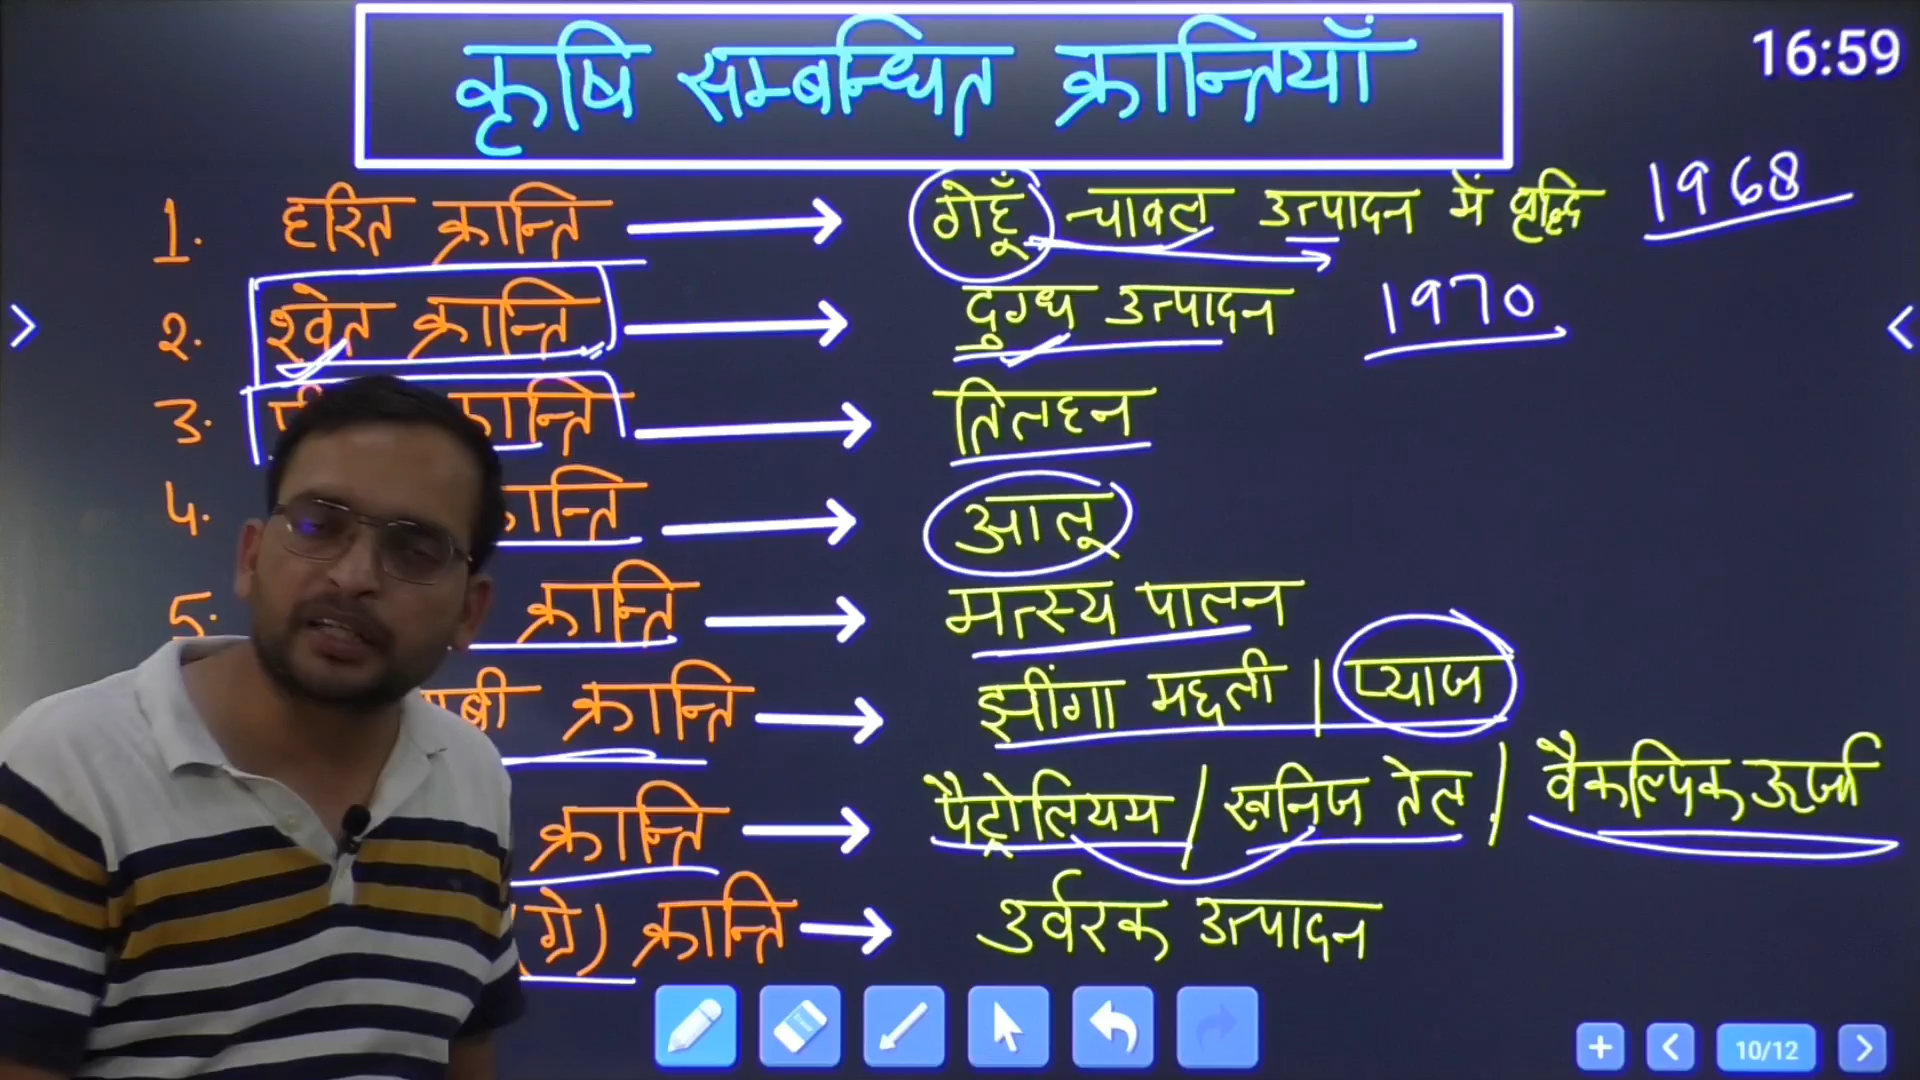 कृषि सम्बन्धित क्रान्तियाँ
16:59
1. हरित क्रान्ति → गेहूँ चावल उत्पादन में वृद्धि 1968
2. श्वेत क्रान्ति → दुग्ध उत्पादन 1970
3. क्रान्ति → तिलहन
4. क्रान्ति → आलू
5. क्रान्ति → मत्स्य पालन
क्रान्ति → झींगा मछली | प्याज
क्रान्ति → पैट्रोलियम / खनिज तेल / वैकल्पिक ऊर्जा
(ग्रे) क्रान्ति → उर्वरक उत्पादन
10/12